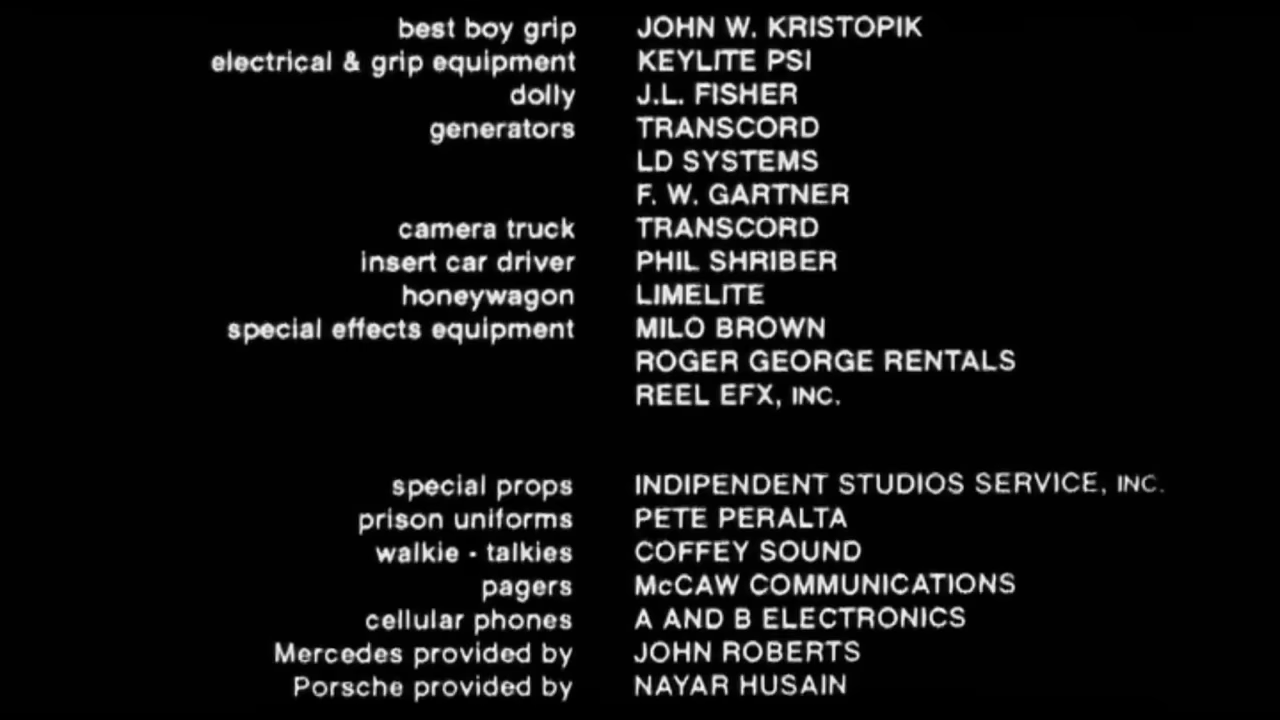 best boy grip JOHN W. KRISTOPIK
electrical & grip equipment KEYLITE PSI
dolly J.L. FISHER
generators TRANSCORD
LD SYSTEMS
F. W. GARTNER
camera truck TRANSCORD
insert car driver PHIL SHRIBER
honeywagon LIMELITE
special effects equipment MILO BROWN
ROGER GEORGE RENTALS
REEL EFX, INC.
special props INDIPENDENT STUDIOS SERVICE, INC.
prison uniforms PETE PERALTA
walkie - talkies COFFEY SOUND
pagers McCAW COMMUNICATIONS
cellular phones A AND B ELECTRONICS
Mercedes provided by JOHN ROBERTS
Porsche provided by NAYAR HUSAIN